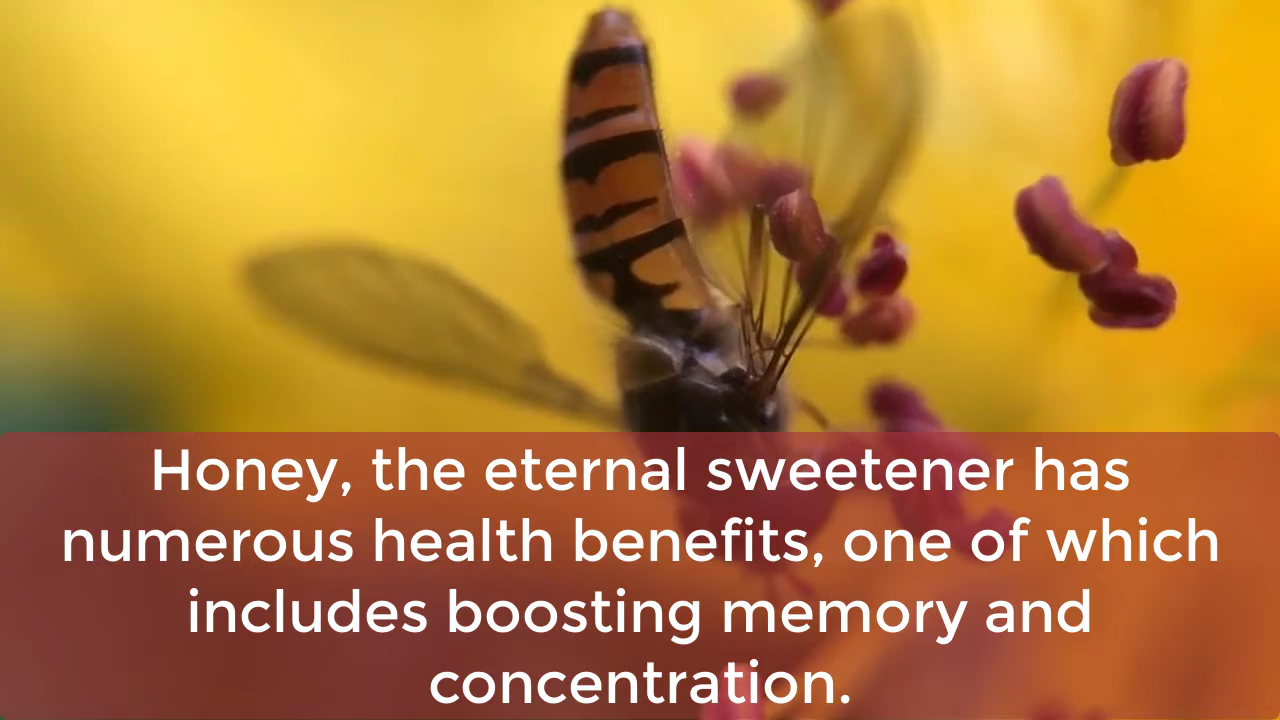 Honey, the eternal sweetener has
numerous health benefits, one of which
includes boosting memory and
concentration.